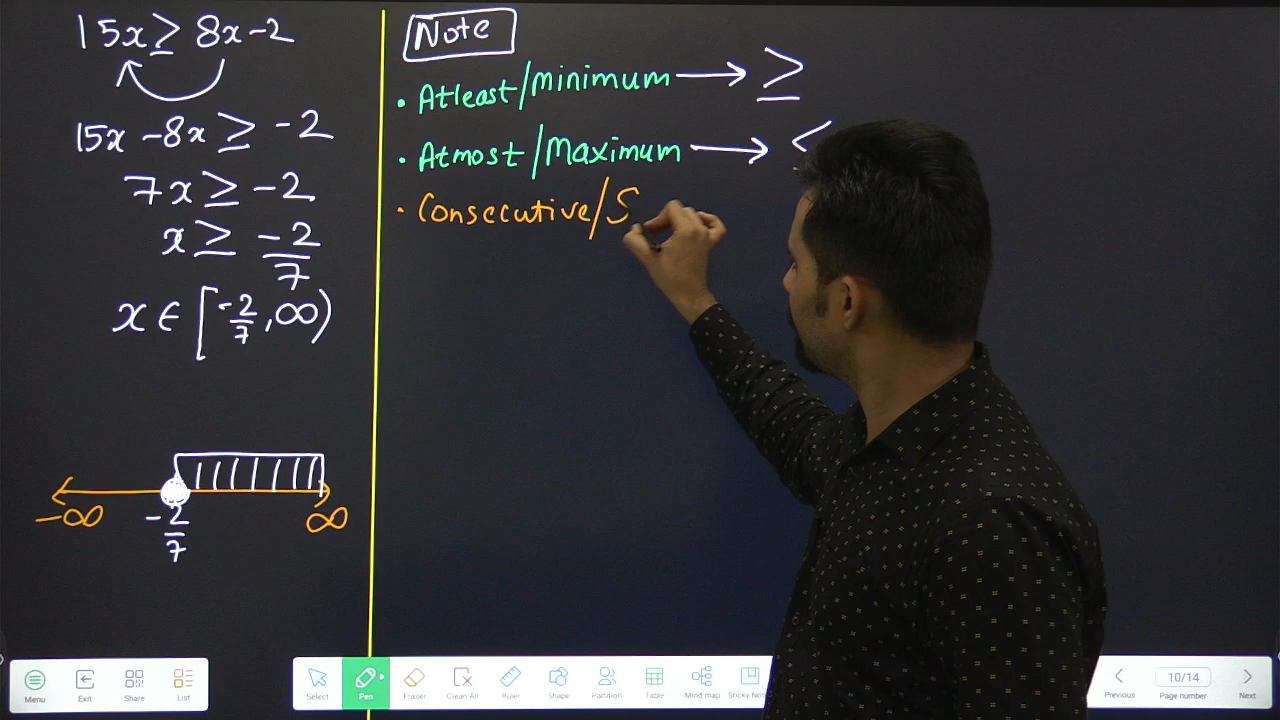 15x ≥ 8x -2
15x -8x ≥ -2
7x ≥ -2
x ≥ -2/7
x ∈ [-2/7, ∞)
-∞ -2/7 ∞
Note
• Atleast/minimum → ≥
• Atmost/Maximum →
• Consecutive/S
Menu Exit Share List
Select Pen Eraser Clean All Ruler Shape Partition Table Mind map Sticky Not
Previous 10/14 Page number Next